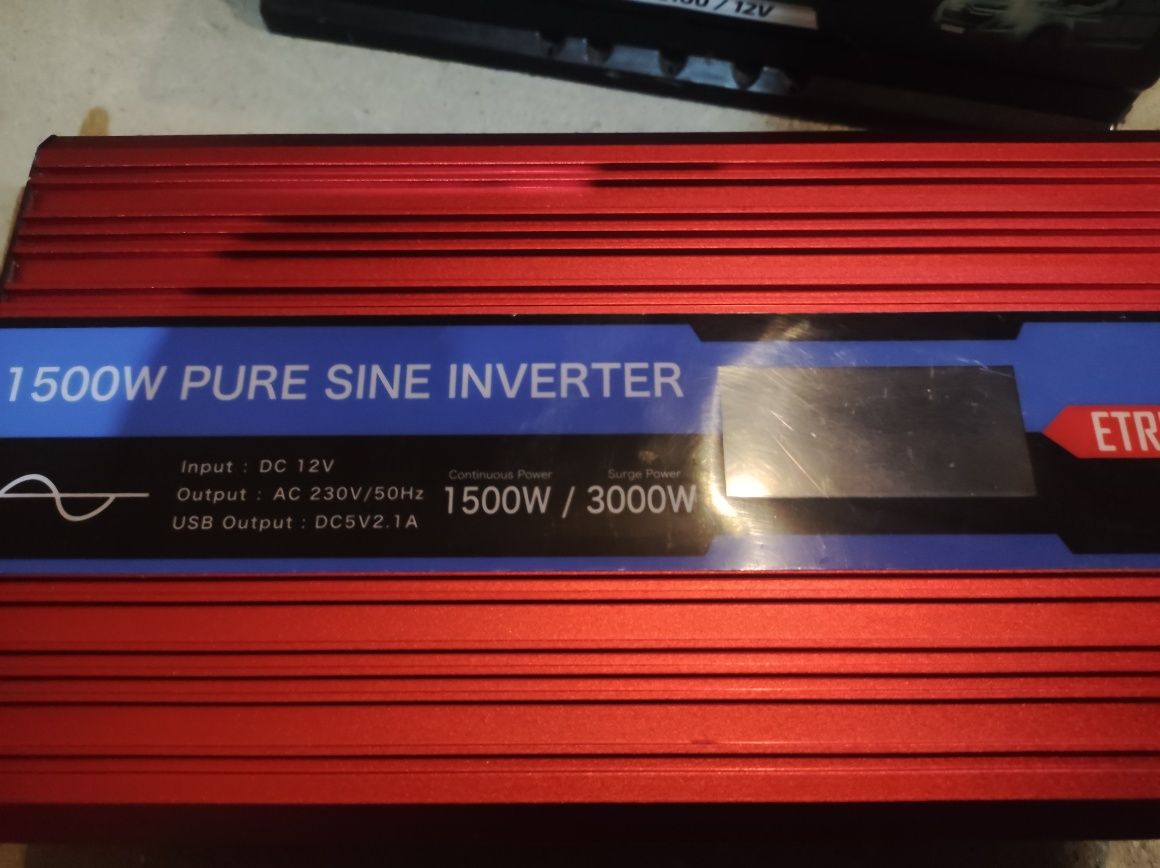 / 12V
1500W PURE SINE INVERTER
ETR
Input : DC 12V
Output : AC 230V/50Hz
USB Output : DC5V2.1A
Continuous Power
Surge Power
1500W / 3000W